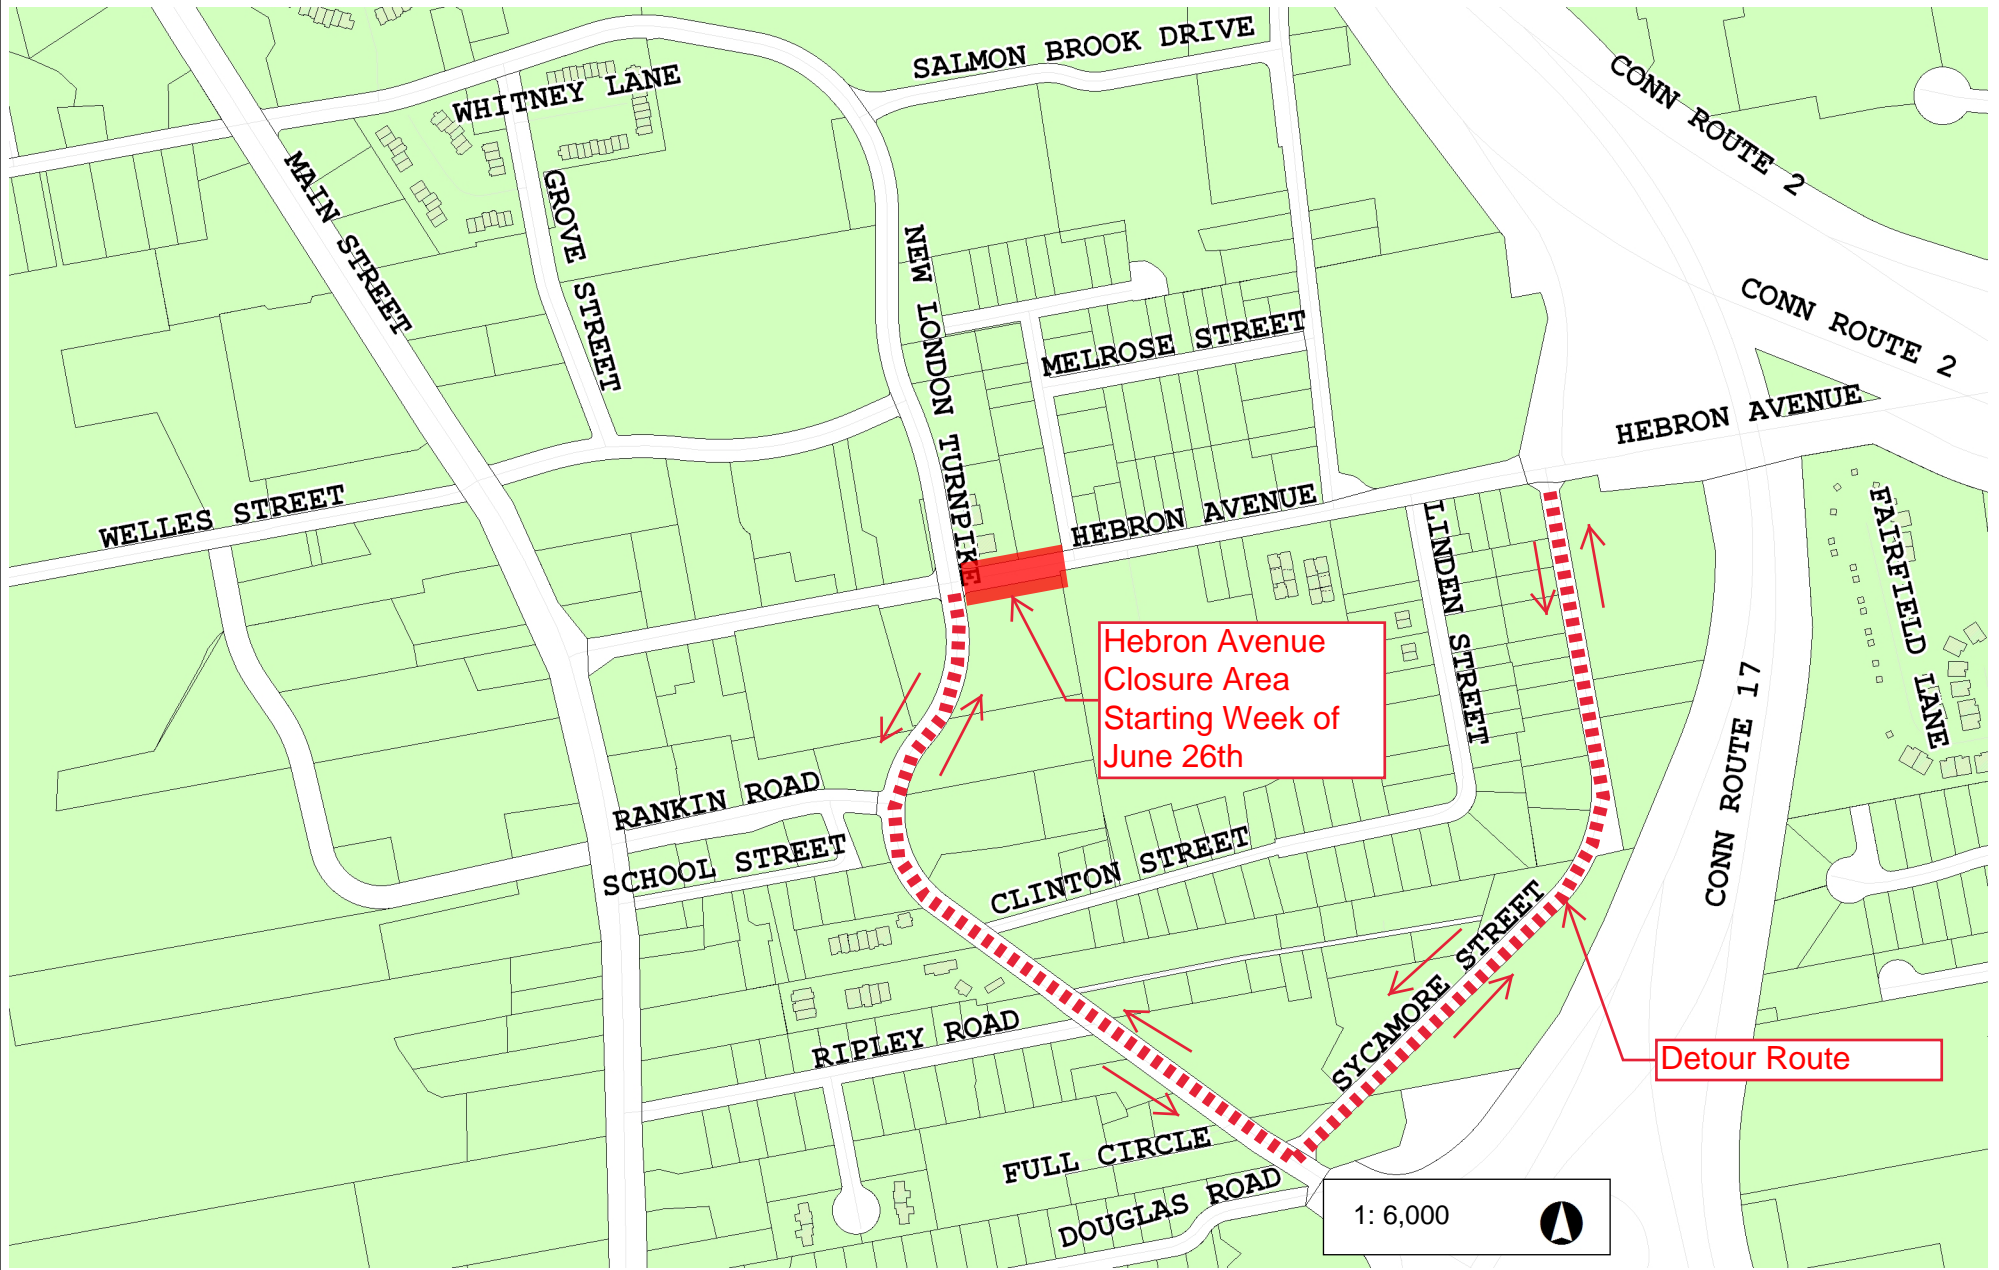 SALMON BROOK DRIVE
CONN ROUTE 2
WHITNEY LANE
MAIN STREET
GROVE STREET
NEW LONDON TURNPIKE
CONN ROUTE 2
MELROSE STREET
HEBRON AVENUE
WELLES STREET
HEBRON AVENUE
LINDEN STREET
FAIRFIELD LANE
Hebron Avenue
Closure Area
Starting Week of
June 26th
CONN ROUTE 17
RANKIN ROAD
SCHOOL STREET
CLINTON STREET
SYCAMORE STREET
RIPLEY ROAD
Detour Route
FULL CIRCLE
DOUGLAS ROAD
1: 6,000